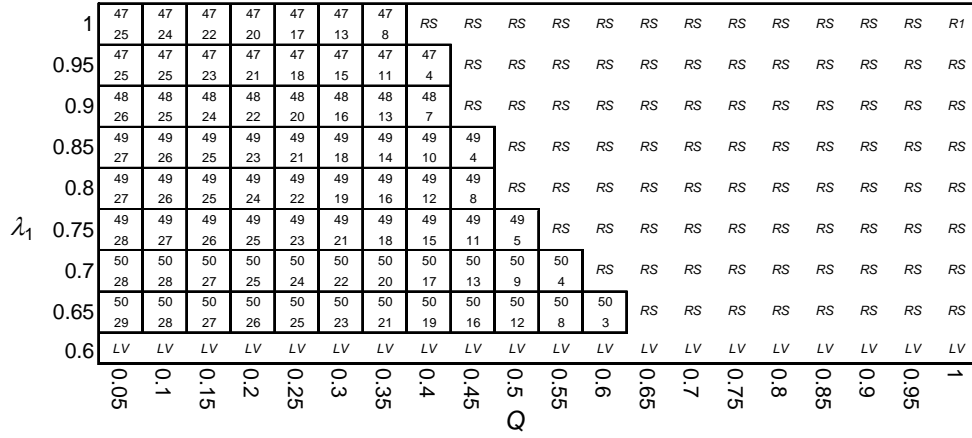 47 47 47 47 47 47 47
1 RS RS RS RS RS RS RS RS RS RS RS RS R1
25 24 22 20 17 13 8
47 47 47 47 47 47 47 47
0.95 RS RS RS RS RS RS RS RS RS RS RS RS
25 25 23 21 18 15 11 4
48 48 48 48 48 48 48 48
0.9 RS RS RS RS RS RS RS RS RS RS RS RS
26 25 24 22 20 16 13 7
49 49 49 49 49 49 49 49 49
0.85 RS RS RS RS RS RS RS RS RS RS RS
27 26 25 23 21 18 14 10 4
49 49 49 49 49 49 49 49 49
0.8 RS RS RS RS RS RS RS RS RS RS RS
27 26 25 24 22 19 16 12 8
49 49 49 49 49 49 49 49 49 49
λ1 0.75 RS RS RS RS RS RS RS RS RS RS
28 27 26 25 23 21 18 15 11 5
50 50 50 50 50 50 50 50 50 50 50
0.7 RS RS RS RS RS RS RS RS RS
28 28 27 25 24 22 20 17 13 9 4
50 50 50 50 50 50 50 50 50 50 50 50
0.65 RS RS RS RS RS RS RS RS
29 28 27 26 25 23 21 19 16 12 8 3
0.6 LV LV LV LV LV LV LV LV LV LV LV LV LV LV LV LV LV LV LV LV
0.05 0.1 0.15 0.2 0.25 0.3 0.35 0.4 0.45 0.5 0.55 0.6 0.65 0.7 0.75 0.8 0.85 0.9 0.95 1
Q